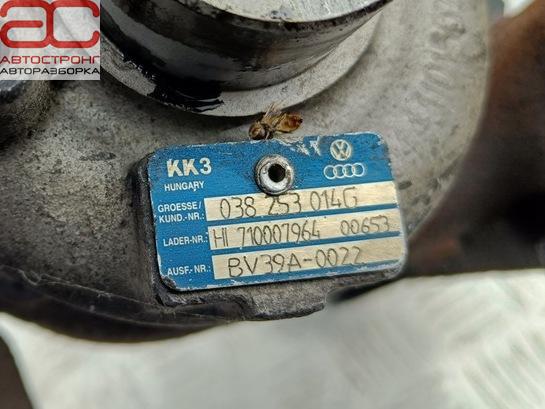 АС
АВТОСТРОНГ
АВТОРАЗБОРКА
KK3
HUNGARY
GROESSE/
KUND.-NR.: 038 253 014G
LADER-NR.: HI 710007964 00653
AUSF.-NR.: BV39A-0022